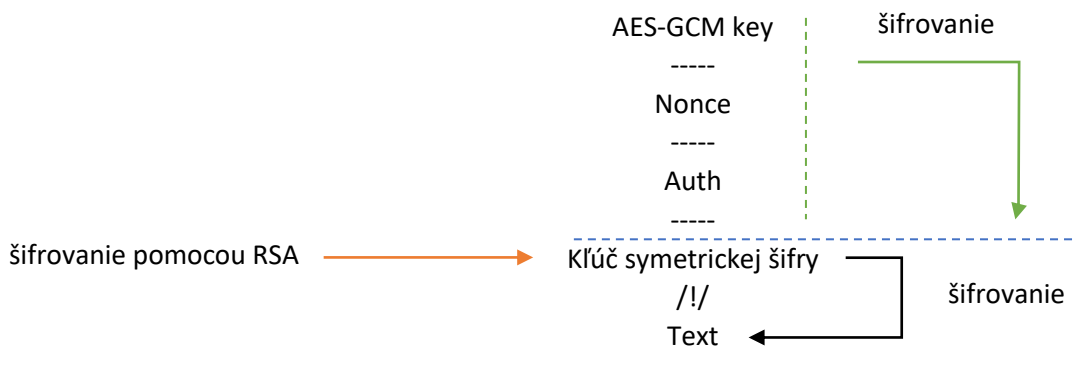 AES-GCM key
šifrovanie
-----
Nonce
-----
Auth
-----
šifrovanie pomocou RSA
Kľúč symetrickej šifry
/!/
šifrovanie
Text